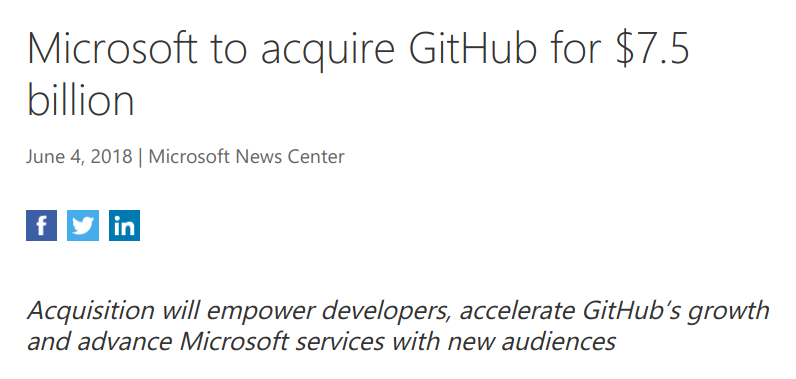 Microsoft to acquire GitHub for $7.5
billion
June 4, 2018 | Microsoft News Center
f in
Acquisition will empower developers, accelerate GitHub’s growth
and advance Microsoft services with new audiences